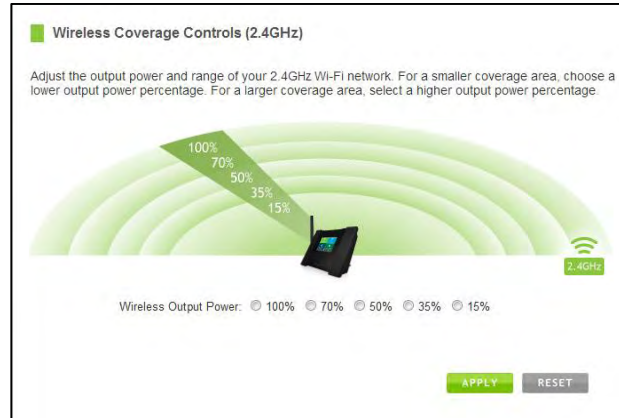 Wireless Coverage Controls (2.4GHz)
Adjust the output power and range of your 2.4GHz Wi-Fi network. For a smaller coverage area, choose a
lower output power percentage. For a larger coverage area, select a higher output power percentage.
100%
70%
50%
35%
15%
2.4GHz
Wireless Output Power: 100% 70% 50% 35% 15%
APPLY RESET